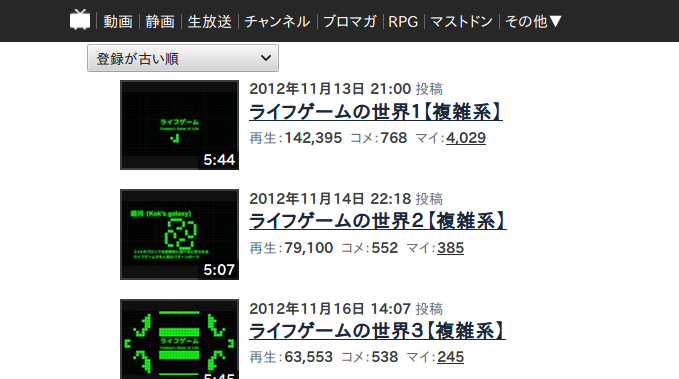 動画 静画 生放送 チャンネル ブロマガ RPG マストドン その他▼
登録が古い順
2012年11月13日 21:00 投稿
ライフゲームの世界1【複雑系】
再生:142,395 コメ:768 マイ:4,029
ライフゲーム
Conway's Game of Life
5:44
2012年11月14日 22:18 投稿
ライフゲームの世界2【複雑系】
再生:79,100 コメ:552 マイ:385
銀河 (Kok's galaxy)
5:07
2012年11月16日 14:07 投稿
ライフゲームの世界3【複雑系】
再生:63,553 コメ:538 マイ:245
ライフゲーム
Conway's Game of Life